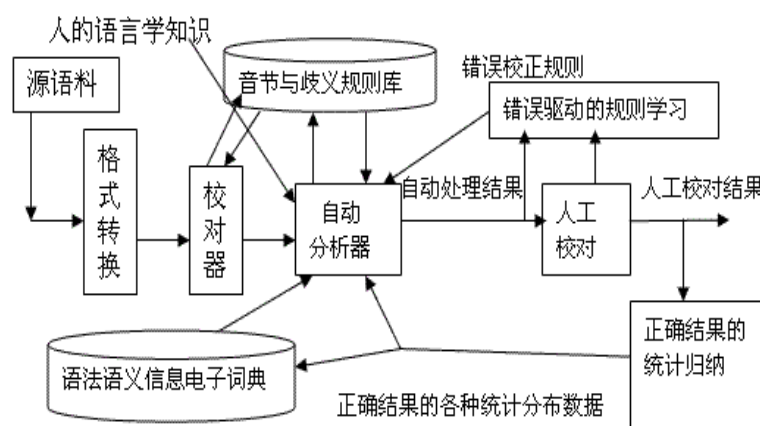 人的语言学知识
源语料
音节与歧义规则库
错误校正规则
错误驱动的规则学习
格
式
转
换
校
对
器
自动
分析器
自动处理结果
人工
校对
人工校对结果
语法语义信息电子词典
正确结果的
统计归纳
正确结果的各种统计分布数据